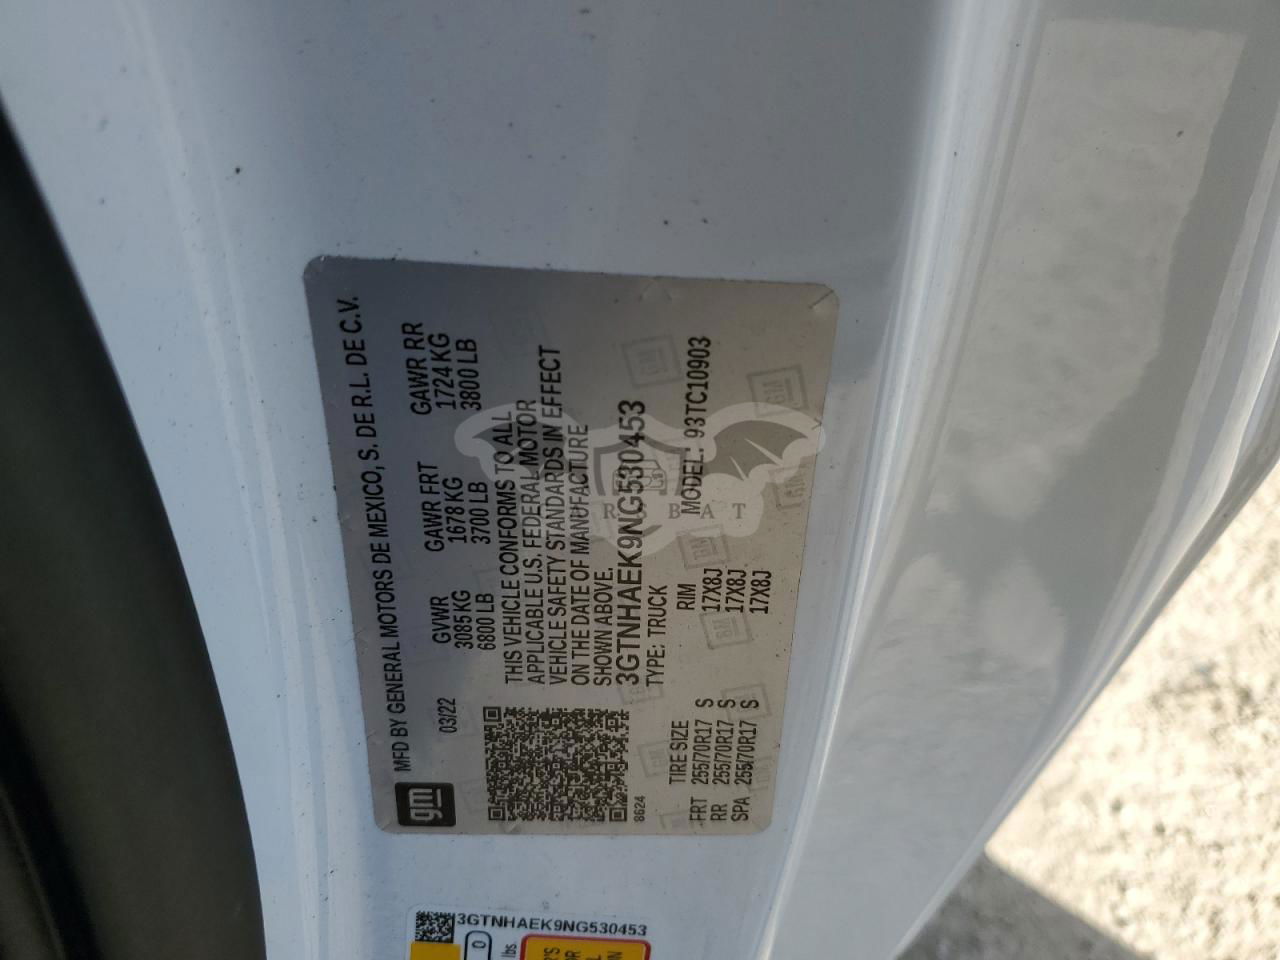 gm
MFD BY GENERAL MOTORS DE MEXICO, S. DE R.L. DE C.V.
03/22 GVWR GAWR FRT GAWR RR
3085 KG 1678 KG 1724 KG
6800 LB 3700 LB 3800 LB
THIS VEHICLE CONFORMS TO ALL
APPLICABLE U.S. FEDERAL MOTOR
VEHICLE SAFETY STANDARDS IN EFFECT
ON THE DATE OF MANUFACTURE
SHOWN ABOVE.
3GTNHAEK9NG530453
TYPE: TRUCK MODEL: 93TC10903
8624
TIRE SIZE RIM
FRT 255/70R17 S 17X8J
RR 255/70R17 S 17X8J
SPA 255/70R17 S 17X8J
3GTNHAEK9NG530453
0
lbs.